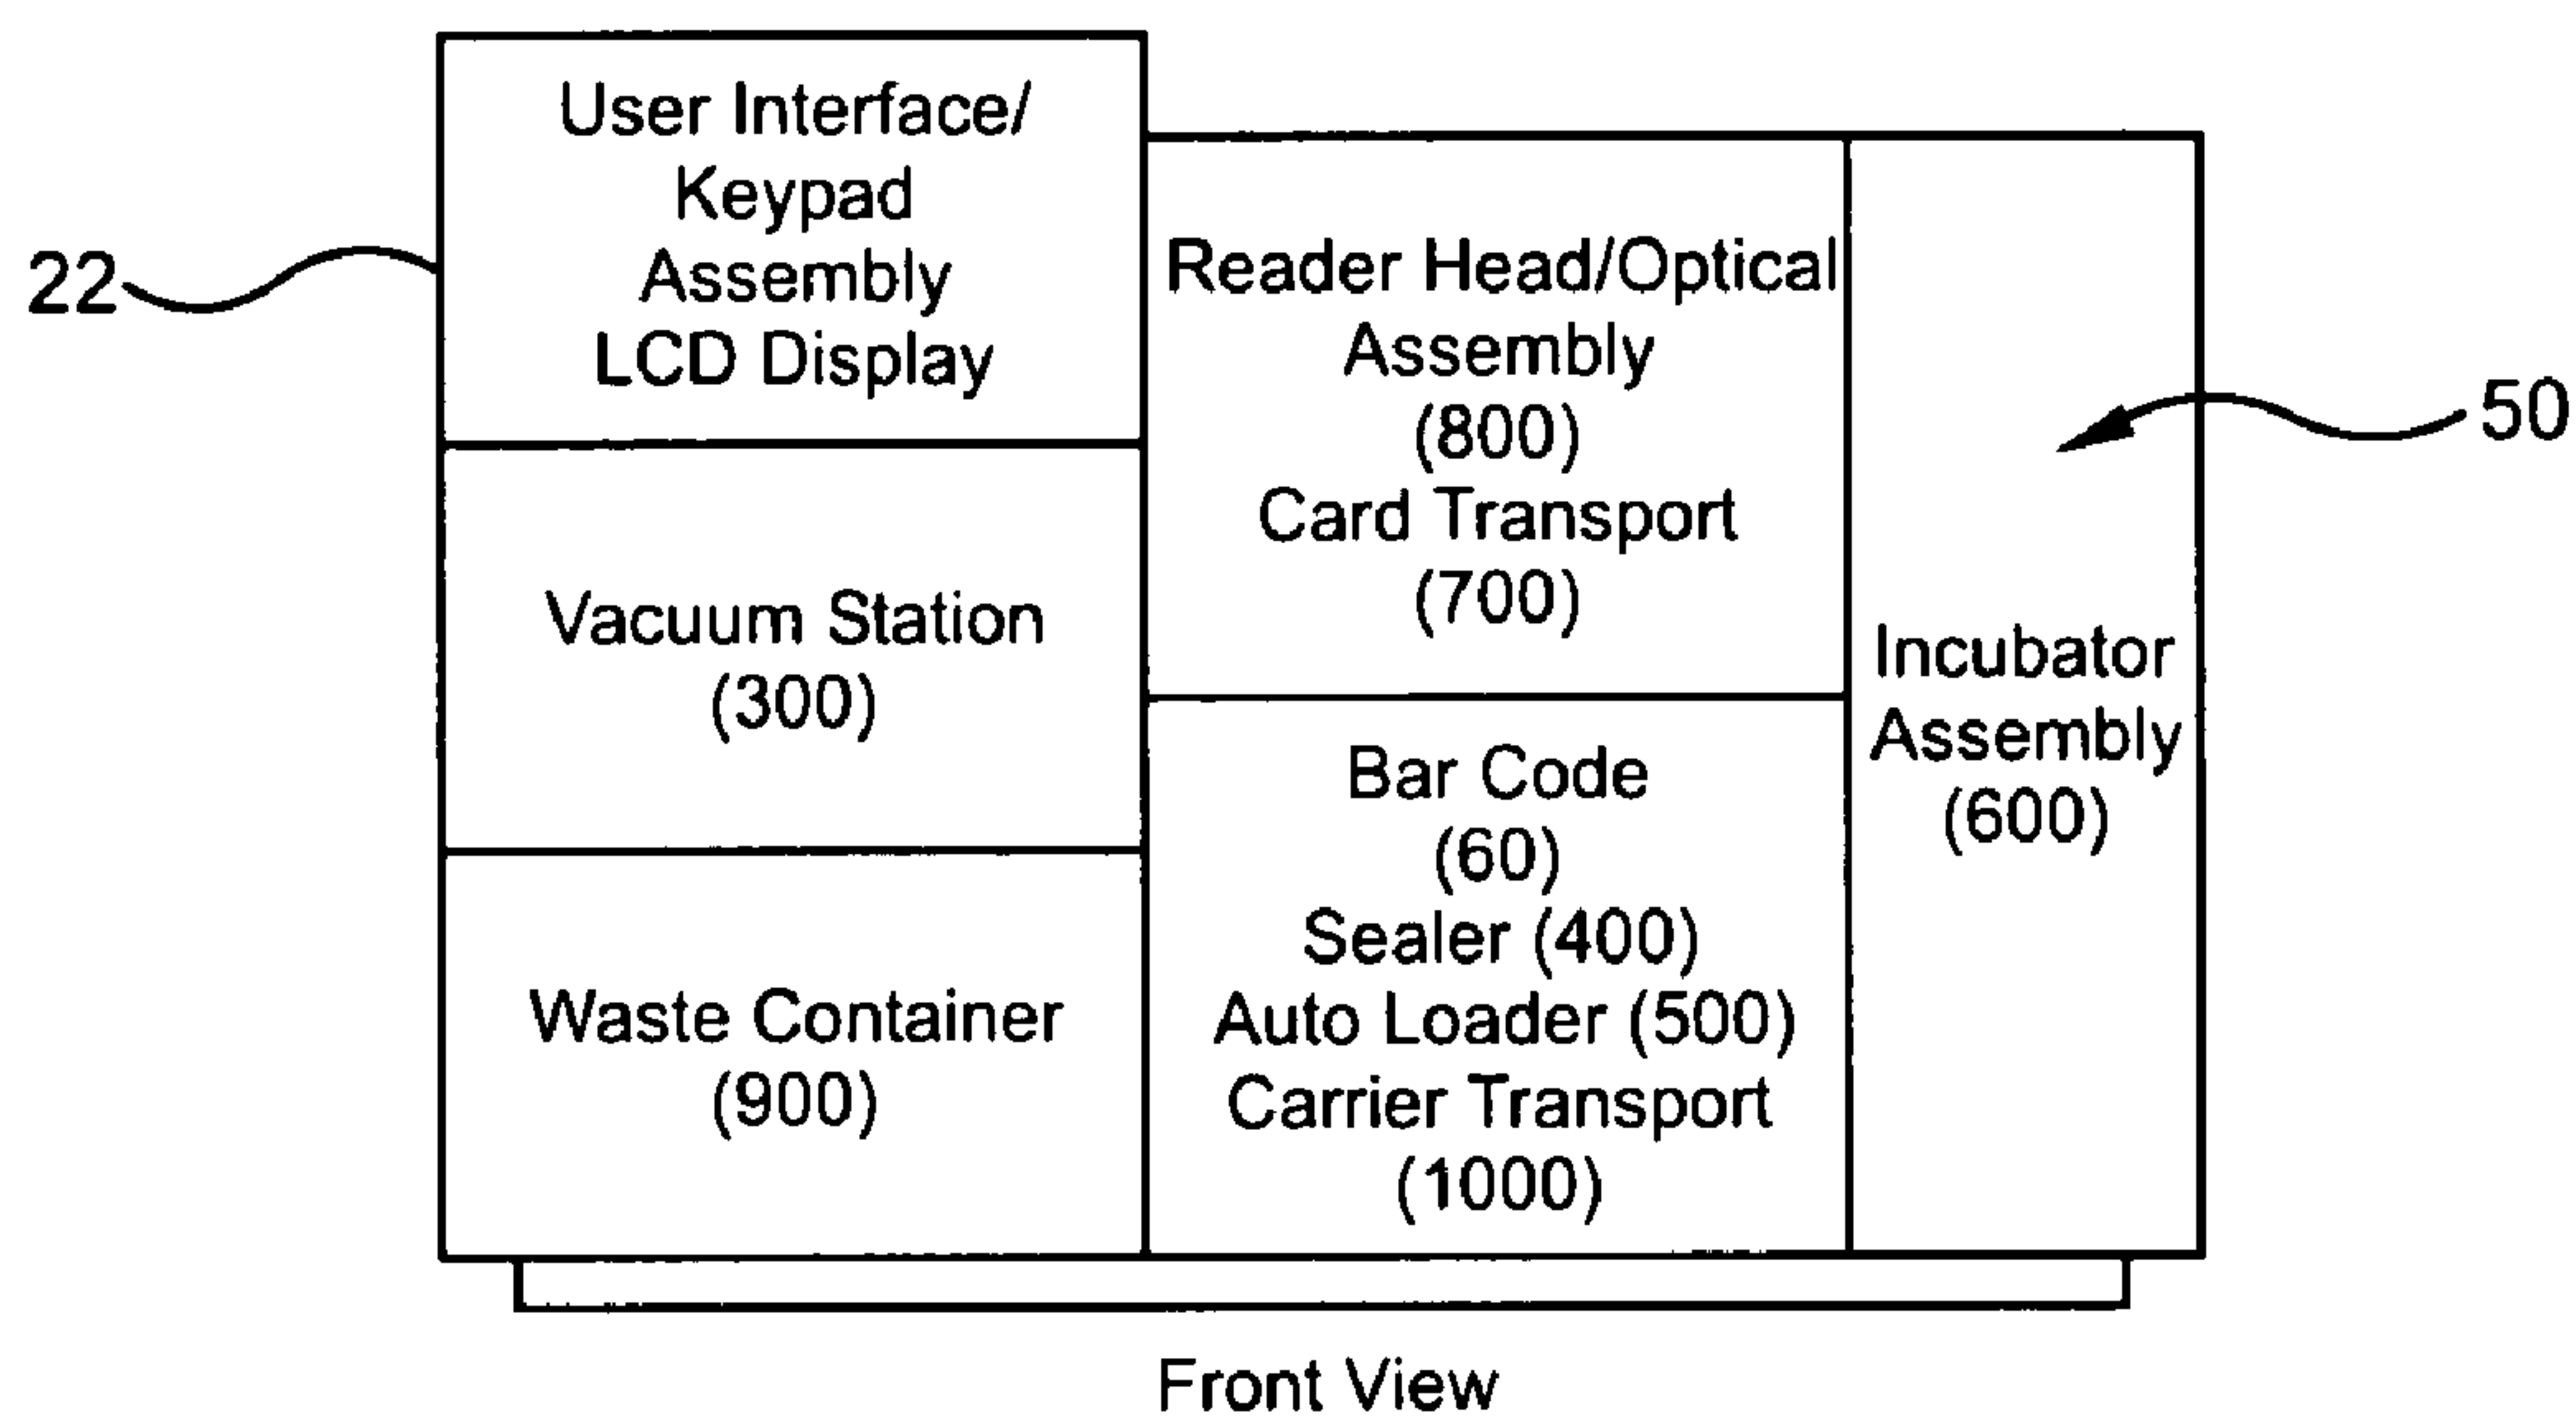 User Interface/
Keypad
Assembly
LCD Display
22
Vacuum Station
(300)
Waste Container
(900)
Reader Head/Optical
Assembly
(800)
Card Transport
(700)
Bar Code
(60)
Sealer (400)
Auto Loader (500)
Carrier Transport
(1000)
50
Incubator
Assembly
(600)
Front View